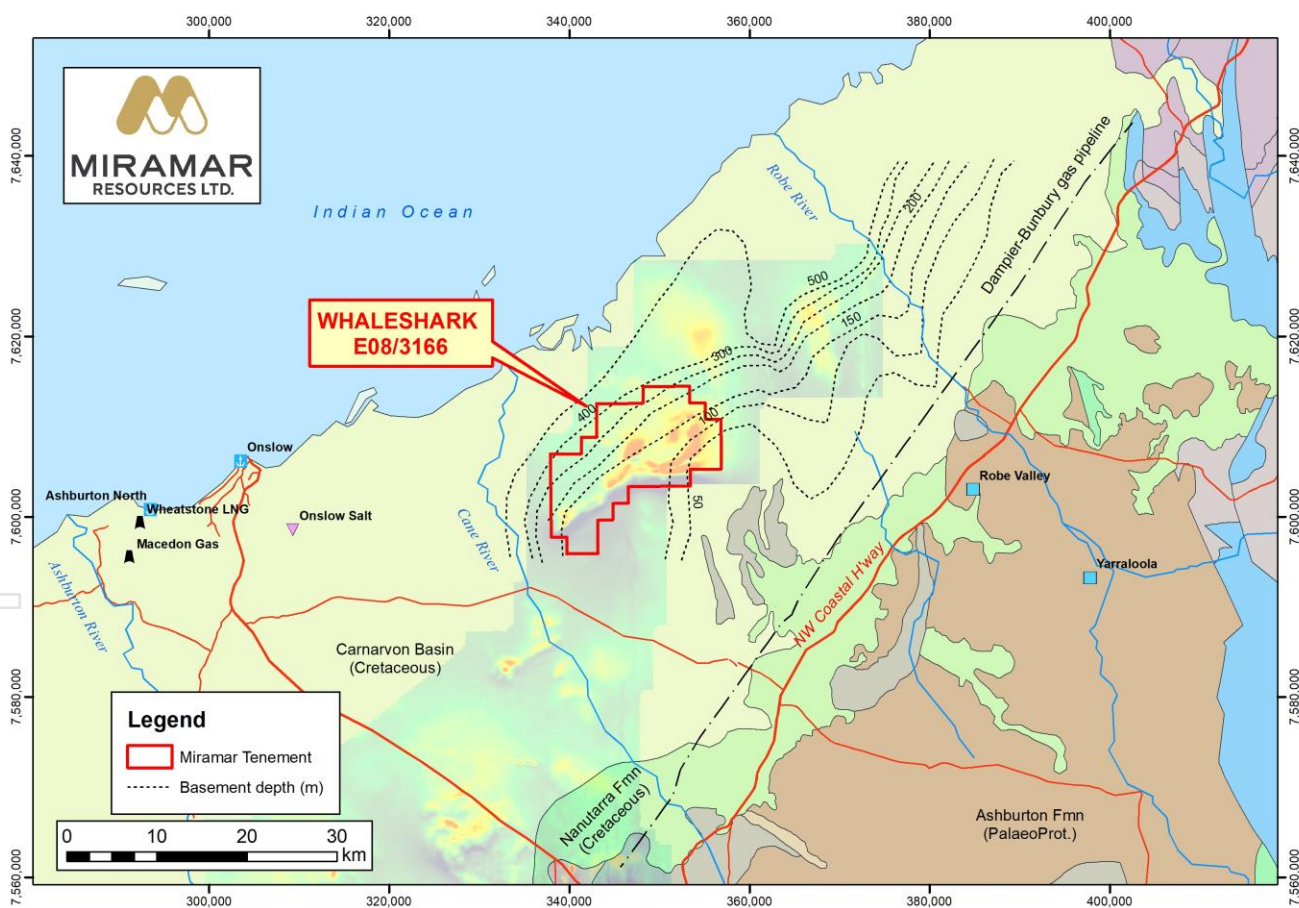 300,000
320,000
340,000
360,000
380,000
400,000
MIRAMAR
RESOURCES LTD.
7,640,000
7,640,000
Indian Ocean
Robe River
200
Dampier-Bunbury gas pipeline
500
150
WHALESHARK
E08/3166
7,620,000
7,620,000
300
400
100
50
Onslow
Ashburton North
Wheatstone LNG
Onslow Salt
Macedon Gas
Robe Valley
7,600,000
7,600,000
Cane River
Ashburton River
Yarraloola
NW Coastal H'way
Carnarvon Basin
(Cretaceous)
7,580,000
7,580,000
Legend
Miramar Tenement
Basement depth (m)
Nanutarra Fmn
(Cretaceous)
Ashburton Fmn
(PalaeoProt.)
0
10
20
30
km
7,560,000
7,560,000
300,000
320,000
340,000
360,000
380,000
400,000